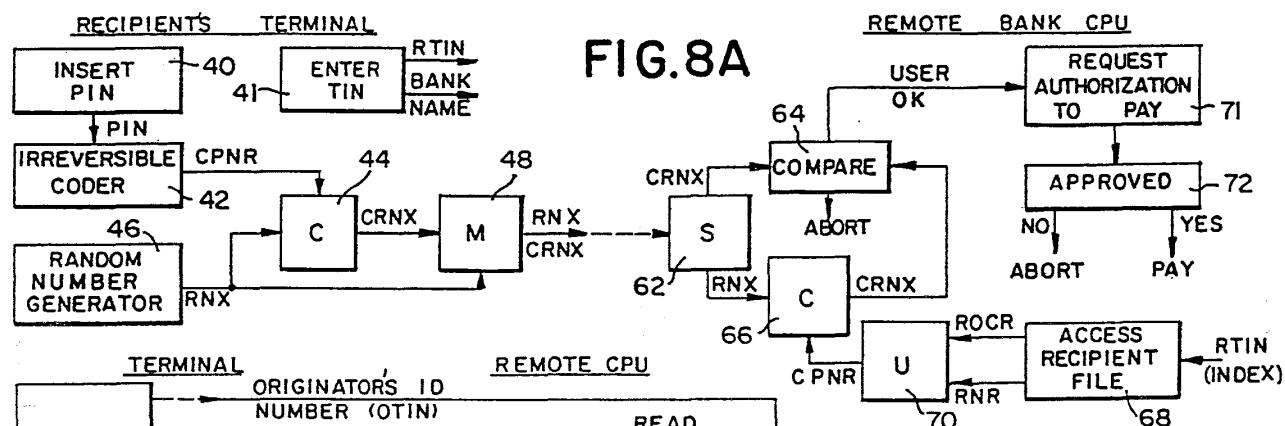 RECIPIENT'S TERMINAL
FIG.8A
REMOTE BANK CPU
INSERT
PIN
40
41
ENTER
TIN
RTIN
BANK
NAME
PIN
IRREVERSIBLE
CODER
42
CPNR
44
C
CRNX
48
M
RNX
CRNX
46
RANDOM
NUMBER
GENERATOR
RNX
CRNX
S
62
RNX
64
COMPARE
ABORT
USER
OK
REQUEST
AUTHORIZATION
TO PAY
71
APPROVED
72
NO
YES
ABORT
PAY
C
66
CRNX
CPNR
U
70
ROCR
RNR
ACCESS
RECIPIENT
FILE
68
RTIN
(INDEX)
TERMINAL
REMOTE CPU
ORIGINATOR'S ID
NUMBER (OTIN)
READ